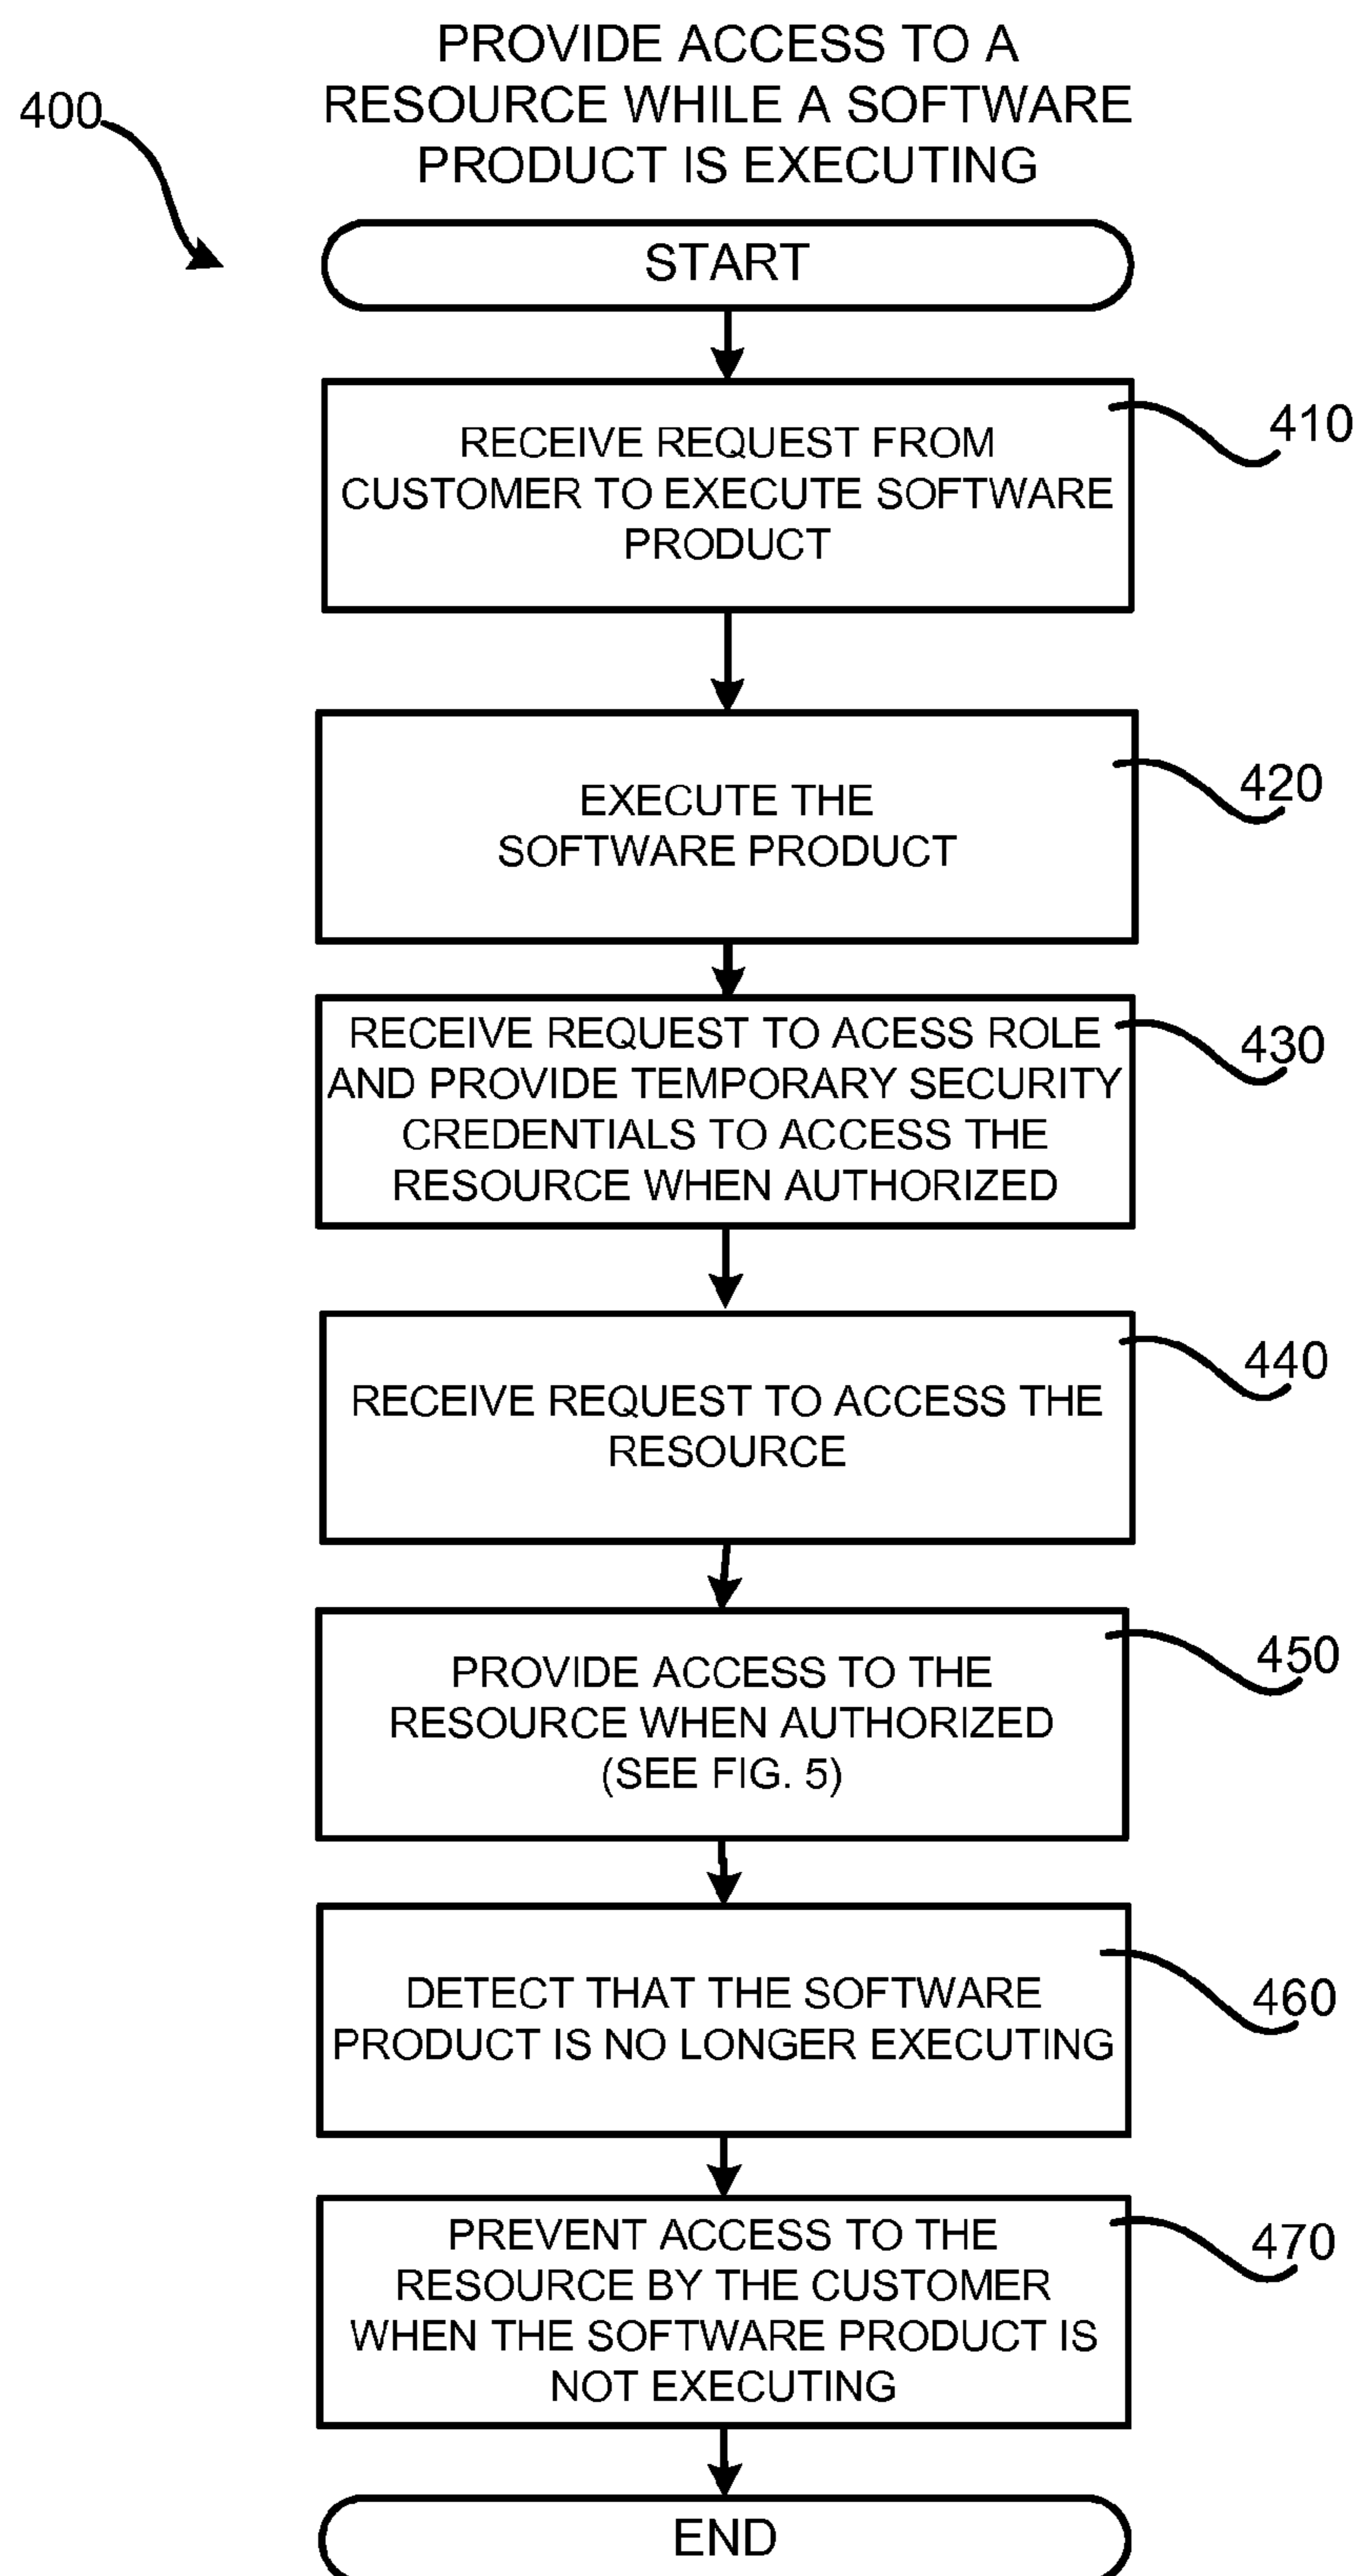 PROVIDE ACCESS TO A
RESOURCE WHILE A SOFTWARE
PRODUCT IS EXECUTING
400
START
RECEIVE REQUEST FROM
CUSTOMER TO EXECUTE SOFTWARE
PRODUCT
410
EXECUTE THE
SOFTWARE PRODUCT
420
RECEIVE REQUEST TO ACESS ROLE
AND PROVIDE TEMPORARY SECURITY
CREDENTIALS TO ACCESS THE
RESOURCE WHEN AUTHORIZED
430
RECEIVE REQUEST TO ACCESS THE
RESOURCE
440
PROVIDE ACCESS TO THE
RESOURCE WHEN AUTHORIZED
(SEE FIG. 5)
450
DETECT THAT THE SOFTWARE
PRODUCT IS NO LONGER EXECUTING
460
PREVENT ACCESS TO THE
RESOURCE BY THE CUSTOMER
WHEN THE SOFTWARE PRODUCT IS
NOT EXECUTING
470
END